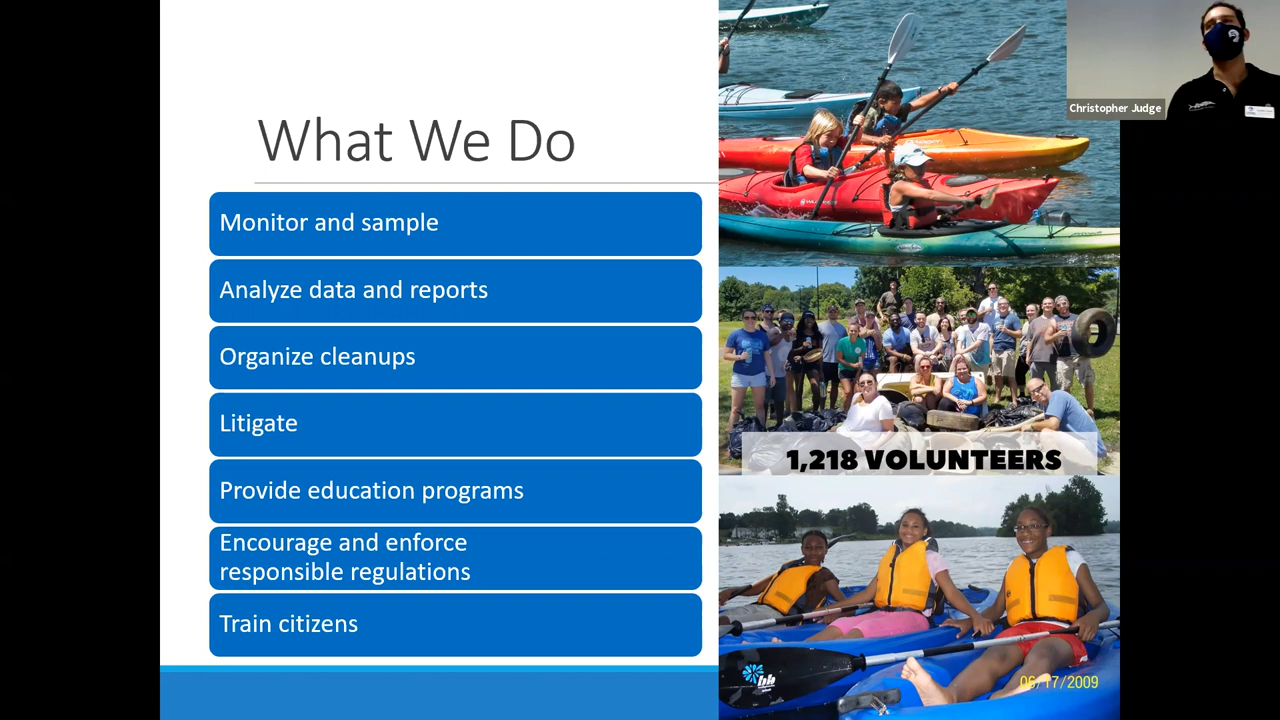 What We Do
Monitor and sample
Analyze data and reports
Organize cleanups
Litigate
Provide education programs
Encourage and enforce
responsible regulations
Train citizens
Christopher Judge
1,218 VOLUNTEERS
bb
06/17/2009